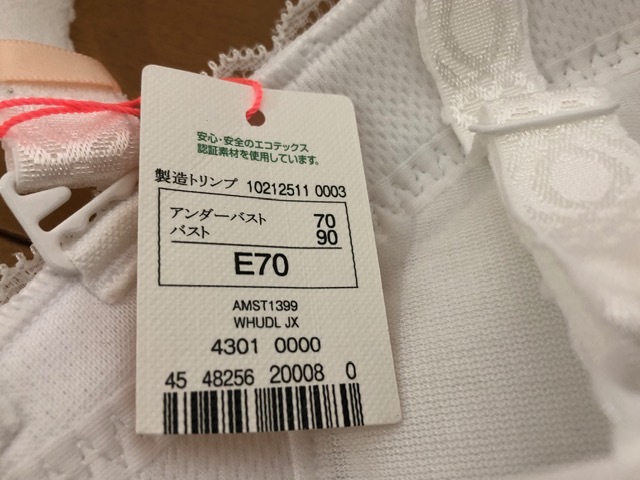 安心・安全のエコテックス
認証素材を使用しています。
製造トリンプ 10212511 0003
アンダーバスト 70
バスト 90
E70
AMST1399
WHUDL JX
4301 0000
45 48256 20008 0